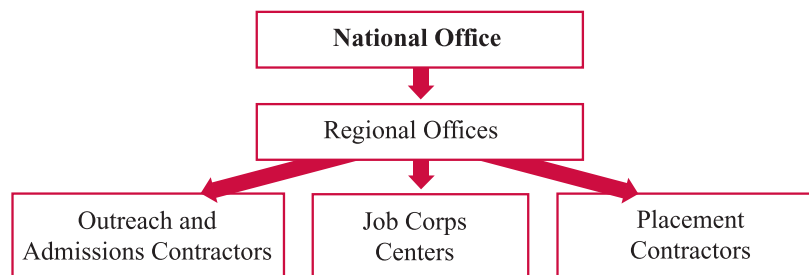 National Office
Regional Offices
Outreach and
Admissions Contractors
Job Corps
Centers
Placement
Contractors